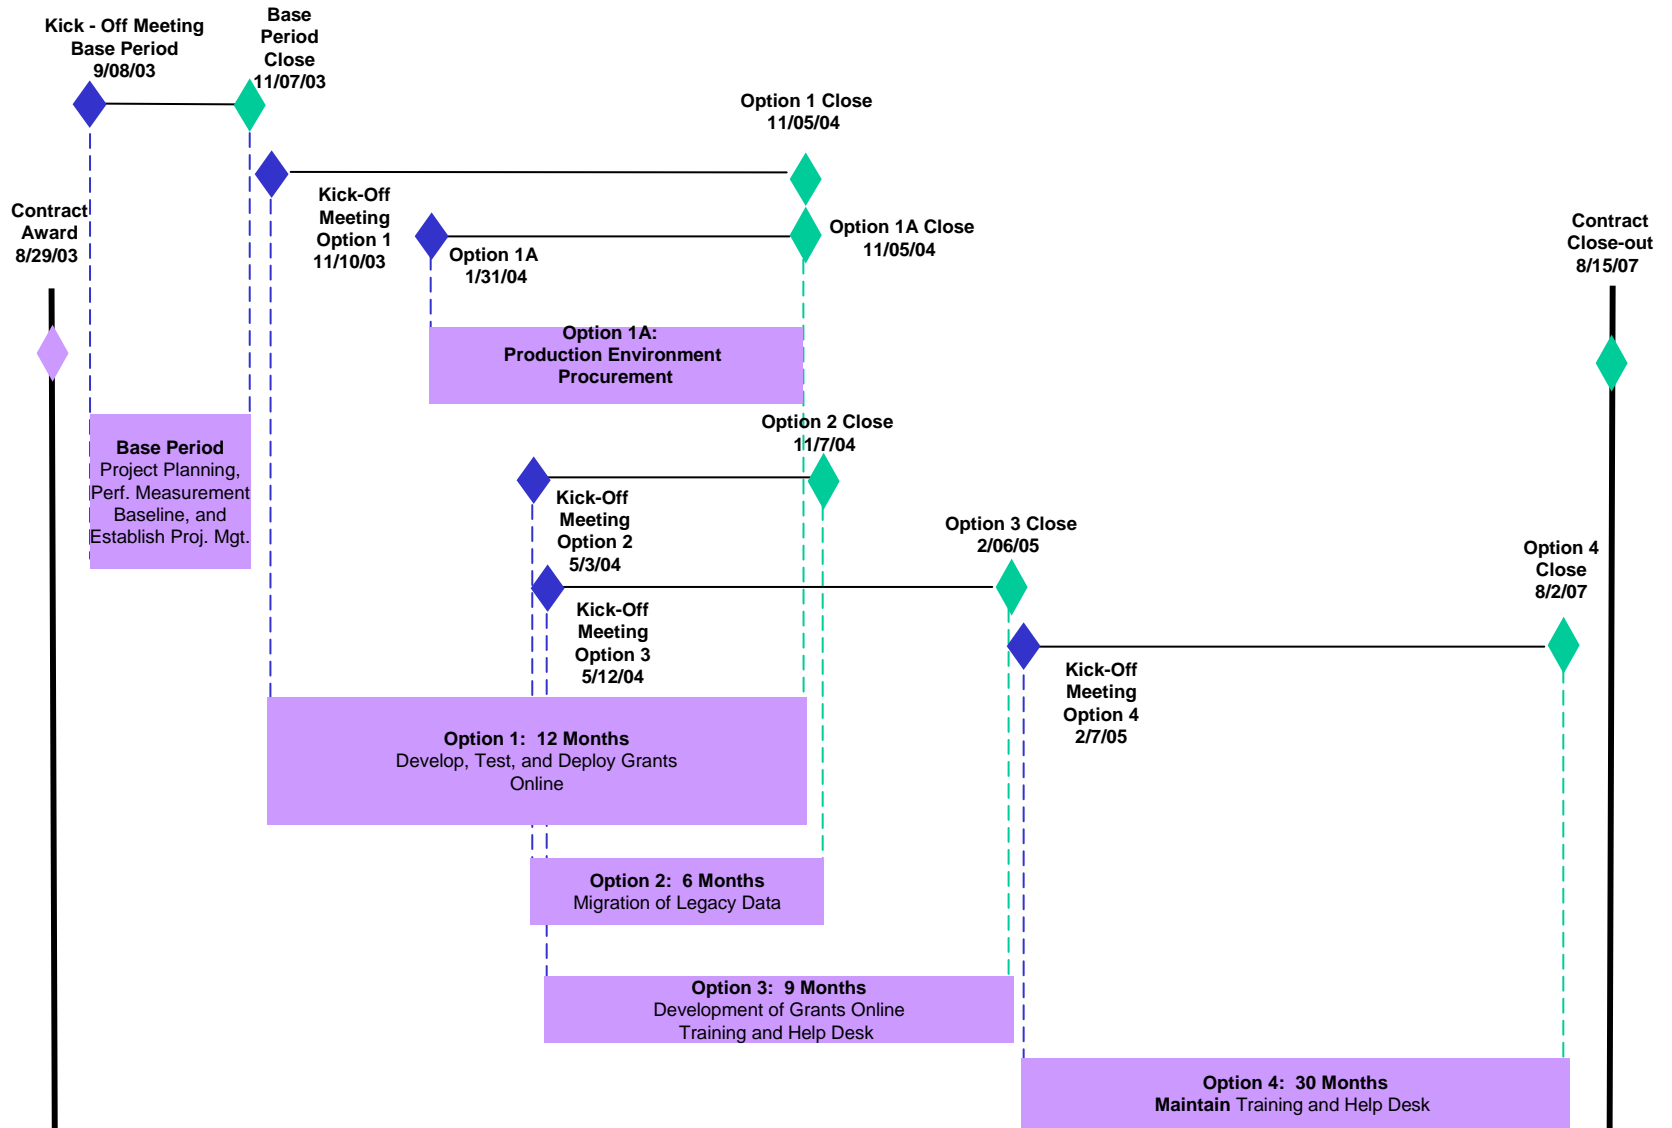 Kick - Off Meeting
Base Period
9/08/03
Base
Period
Close
11/07/03
Option 1 Close
11/05/04
Contract
Award
8/29/03
Kick-Off
Meeting
Option 1
11/10/03
Option 1A
1/31/04
Option 1A Close
11/05/04
Contract
Close-out
8/15/07
Option 1A:
Production Environment
Procurement
Option 2 Close
11/7/04
Base Period
Project Planning,
Perf. Measurement
Baseline, and
Establish Proj. Mgt.
Kick-Off
Meeting
Option 2
5/3/04
Option 3 Close
2/06/05
Option 4
Close
8/2/07
Kick-Off
Meeting
Option 3
5/12/04
Kick-Off
Meeting
Option 4
2/7/05
Option 1:  12 Months
Develop, Test, and Deploy Grants
Online
Option 2:  6 Months
Migration of Legacy Data
Option 3:  9 Months
Development of Grants Online
Training and Help Desk
Option 4:  30 Months
Maintain Training and Help Desk